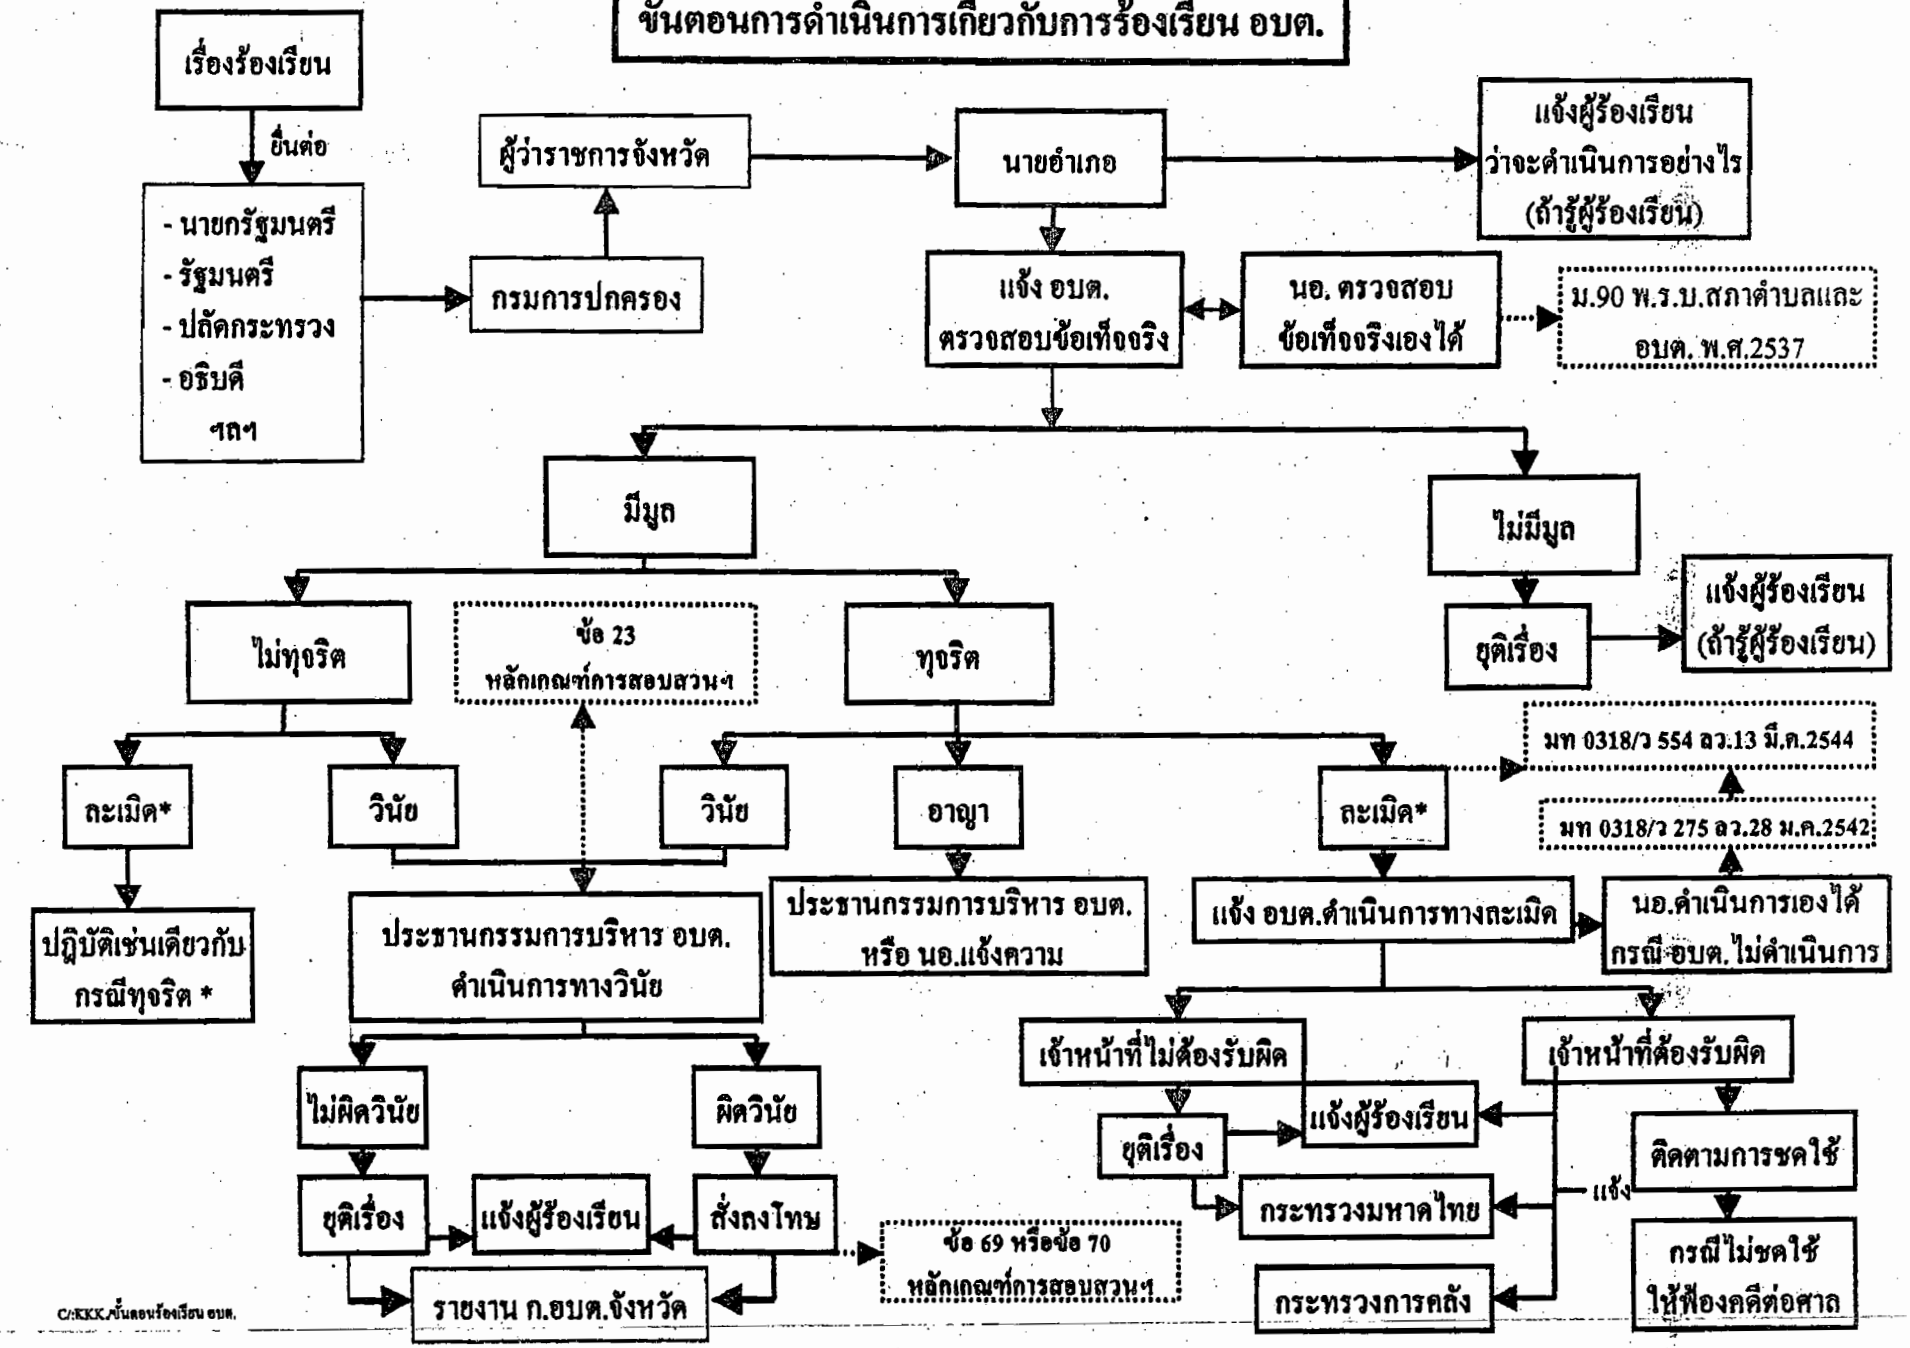 ขั้นตอนการดำเนินการเกี่ยวกับการร้องเรียน อบต.
เรื่องร้องเรียน
ยื่นต่อ
- นายกรัฐมนตรี
- รัฐมนตรี
- ปลัดกระทรวง
- อธิบดี
ฯลฯ
กรมการปกครอง
ผู้ว่าราชการจังหวัด
นายอำเภอ
แจ้งผู้ร้องเรียน
ว่าจะดำเนินการอย่างไร
(ถ้ารู้ผู้ร้องเรียน)
แจ้ง อบต.
ตรวจสอบข้อเท็จจริง
นอ. ตรวจสอบ
ข้อเท็จจริงเองได้
ม.90 พ.ร.บ.สภาตำบลและ
อบต. พ.ศ.2537
มีมูล
ไม่มีมูล
ยุติเรื่อง
แจ้งผู้ร้องเรียน
(ถ้ารู้ผู้ร้องเรียน)
ไม่ทุจริต
ข้อ 23
หลักเกณฑ์การสอบสวนฯ
ทุจริต
มท 0318/ว 554 ลว.13 มี.ค.2544
มท 0318/ว 275 ลว.28 ม.ค.2542
ละเมิด*
วินัย
วินัย
อาญา
ละเมิด*
ปฏิบัติเช่นเดียวกับ
กรณีทุจริต *
ประธานกรรมการบริหาร อบต.
ดำเนินการทางวินัย
ประธานกรรมการบริหาร อบต.
หรือ นอ.แจ้งความ
แจ้ง อบต.ดำเนินการทางละเมิด
นอ.ดำเนินการเองได้
กรณี อบต. ไม่ดำเนินการ
ไม่ผิดวินัย
ผิดวินัย
เจ้าหน้าที่ไม่ต้องรับผิด
เจ้าหน้าที่ต้องรับผิด
ยุติเรื่อง
แจ้งผู้ร้องเรียน
สั่งลงโทษ
ยุติเรื่อง
แจ้งผู้ร้องเรียน
กระทรวงมหาดไทย
กระทรวงการคลัง
แจ้ง
ติดตามการชดใช้
กรณีไม่ชดใช้
ให้ฟ้องคดีต่อศาล
ข้อ 69 หรือข้อ 70
หลักเกณฑ์การสอบสวนฯ
รายงาน ก.อบต.จังหวัด
C/:KKK./ขั้นตอนร้องเรียน อบต.